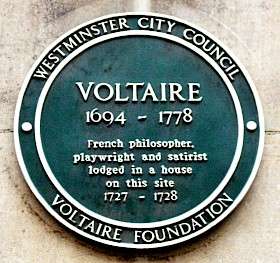 WESTMINSTER CITY COUNCIL
VOLTAIRE
1694 - 1778
French philosopher,
playwright and satirist
lodged in a house
on this site
1727 - 1728
VOLTAIRE FOUNDATION